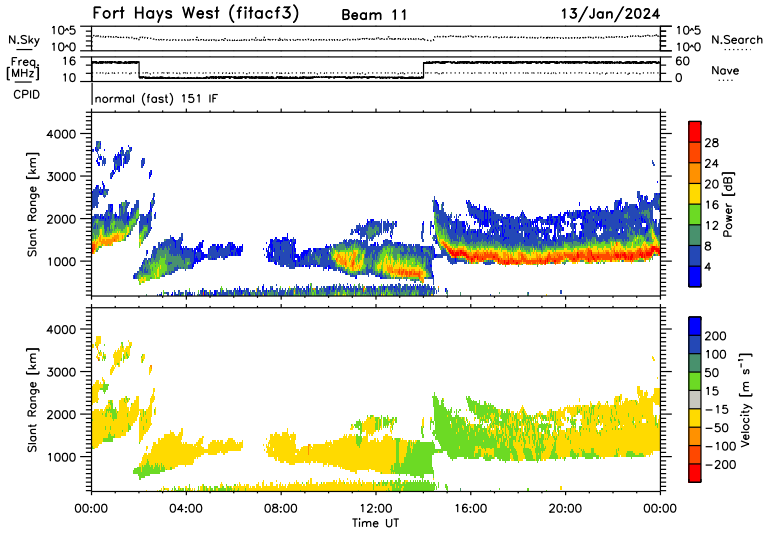 Fort Hays West (fitacf3) Beam 11 13/Jan/2024
N.Sky 10^5 10^0 10^5 10^0 N.Search
Freq. [MHz] 16 10 60 0 Nave
CPID normal (fast) 151 IF
Slant Range [km]
4000
3000
2000
1000
Power [dB]
28
24
20
16
12
8
4
Slant Range [km]
4000
3000
2000
1000
Velocity [m s⁻¹]
200
100
50
15
−15
−50
−100
−200
00:00 04:00 08:00 12:00 16:00 20:00 00:00
Time UT